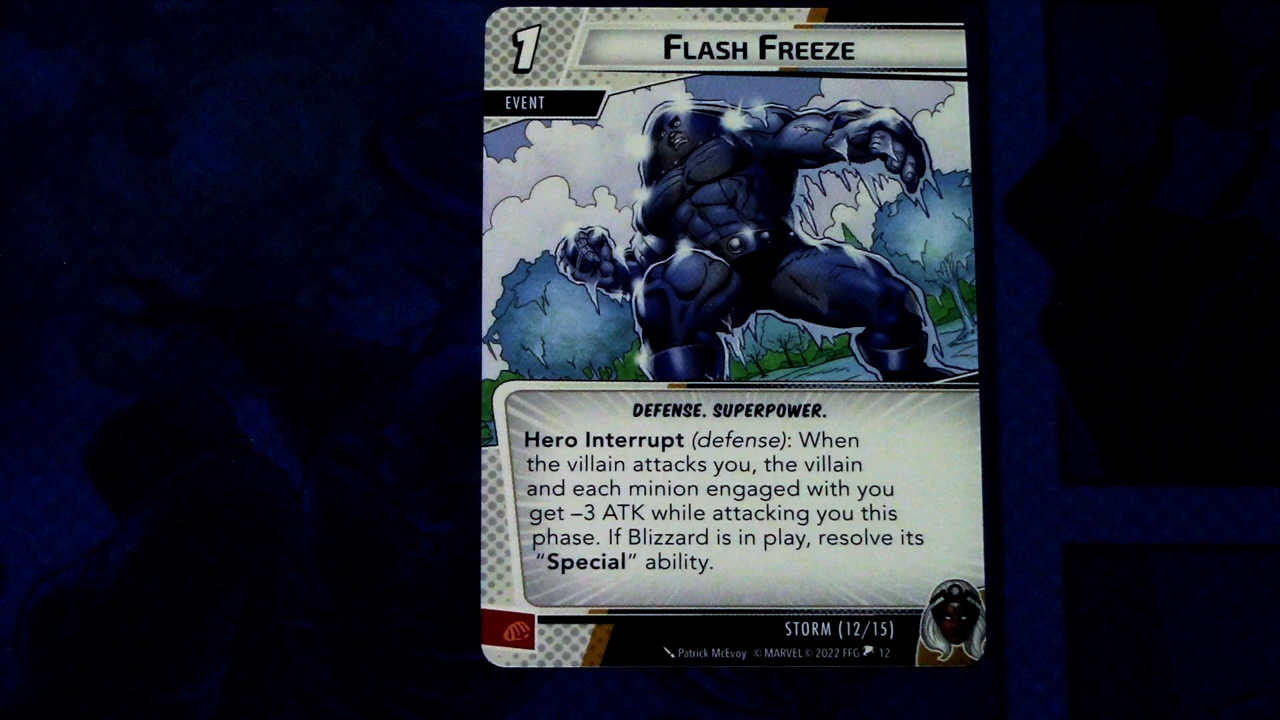 1
FLASH FREEZE
EVENT
DEFENSE. SUPERPOWER.
Hero Interrupt (defense): When
the villain attacks you, the villain
and each minion engaged with you
get –3 ATK while attacking you this
phase. If Blizzard is in play, resolve its
“Special” ability.
STORM (12/15)
Patrick McEvoy © MARVEL © 2022 FFG 12